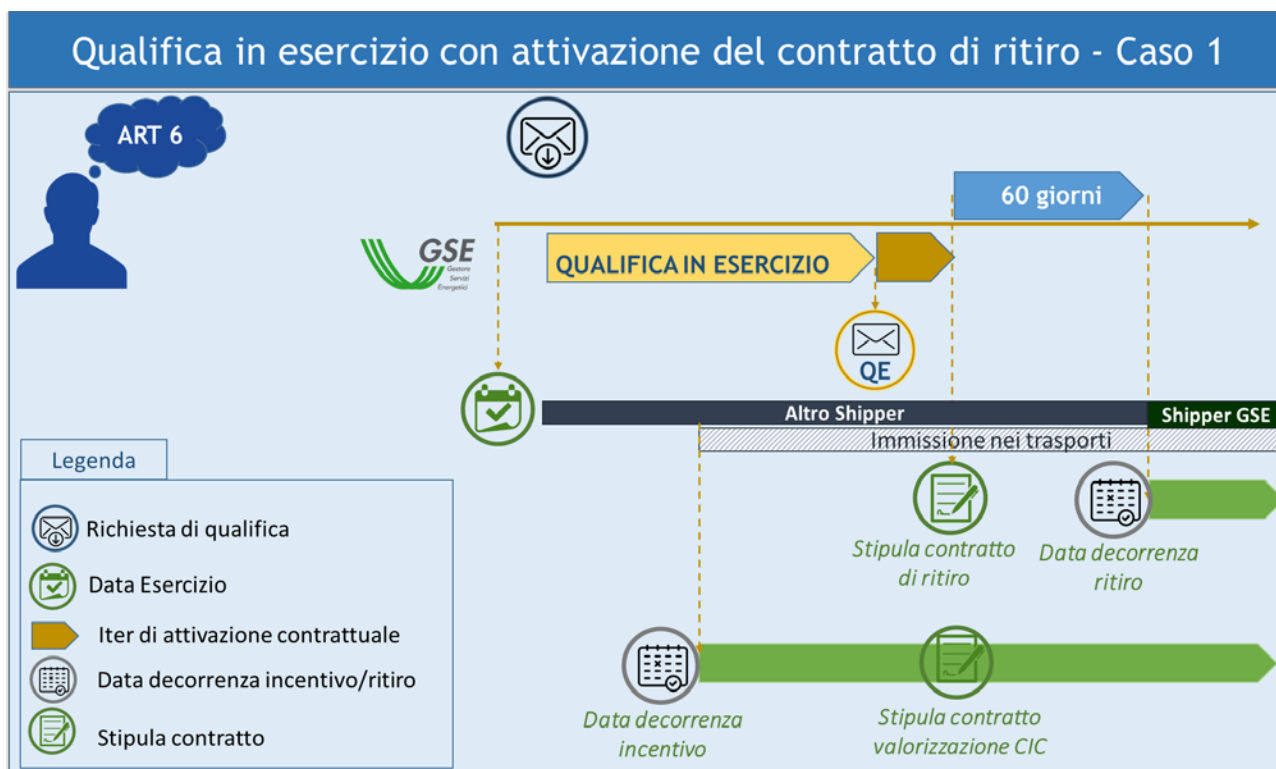 Qualifica in esercizio con attivazione del contratto di ritiro - Caso 1
ART 6
60 giorni
GSE
Gestore
Servizi
Energetici
QUALIFICA IN ESERCIZIO
QE
Altro Shipper
Shipper GSE
Immissione nei trasporti
Stipula contratto
di ritiro
Data decorrenza
ritiro
Data decorrenza
incentivo
Stipula contratto
valorizzazione CIC
Legenda
Richiesta di qualifica
Data Esercizio
Iter di attivazione contrattuale
Data decorrenza incentivo/ritiro
Stipula contratto